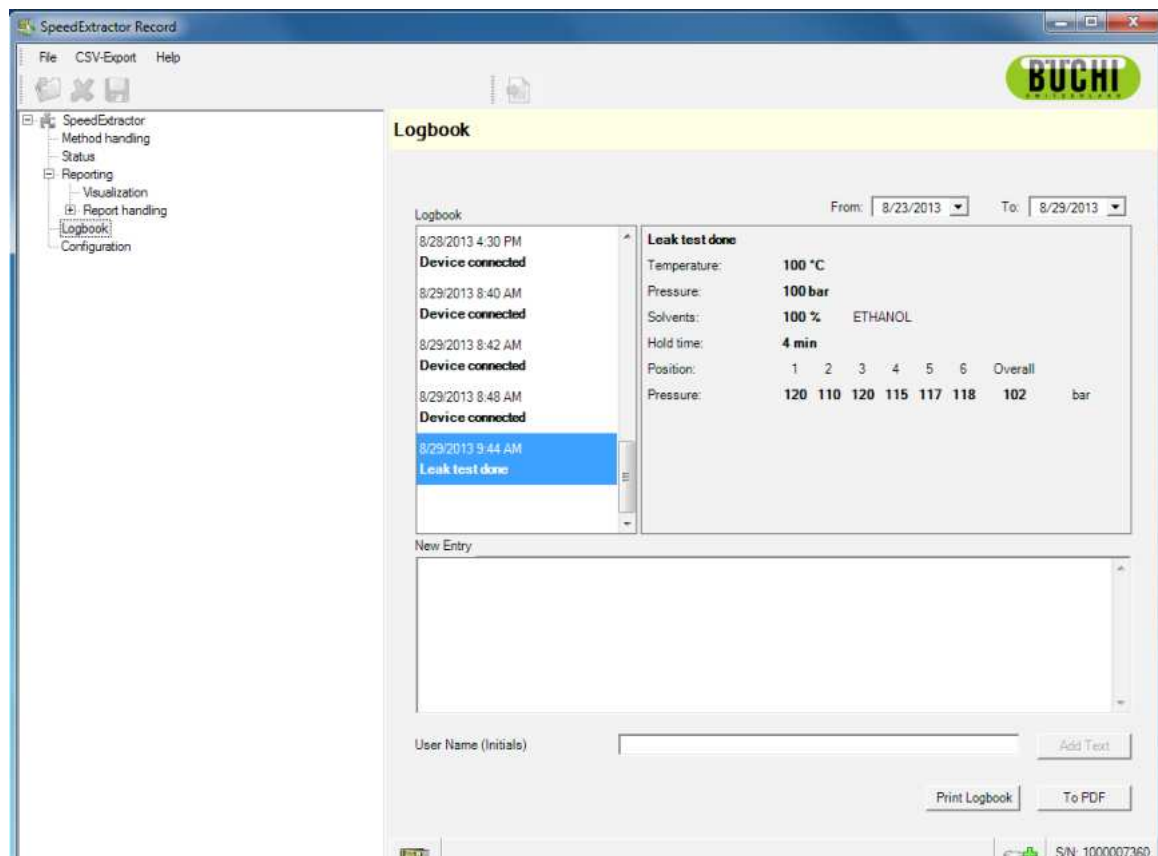 SpeedExtractor Record
File CSV-Export Help
BÜCHI
SWITZERLAND
SpeedExtractor
Method handling
Status
Reporting
Visualization
Report handling
Logbook
Configuration
Logbook
From: 8/23/2013 To: 8/29/2013
Logbook
8/28/2013 4:30 PM
Device connected
8/29/2013 8:40 AM
Device connected
8/29/2013 8:42 AM
Device connected
8/29/2013 8:48 AM
Device connected
8/29/2013 9:44 AM
Leak test done
Leak test done
Temperature: 100 °C
Pressure: 100 bar
Solvents: 100 % ETHANOL
Hold time: 4 min
Position: 1 2 3 4 5 6 Overall
Pressure: 120 110 120 115 117 118 102 bar
New Entry
User Name (Initials) Add Text
Print Logbook To PDF
S/N: 1000007360